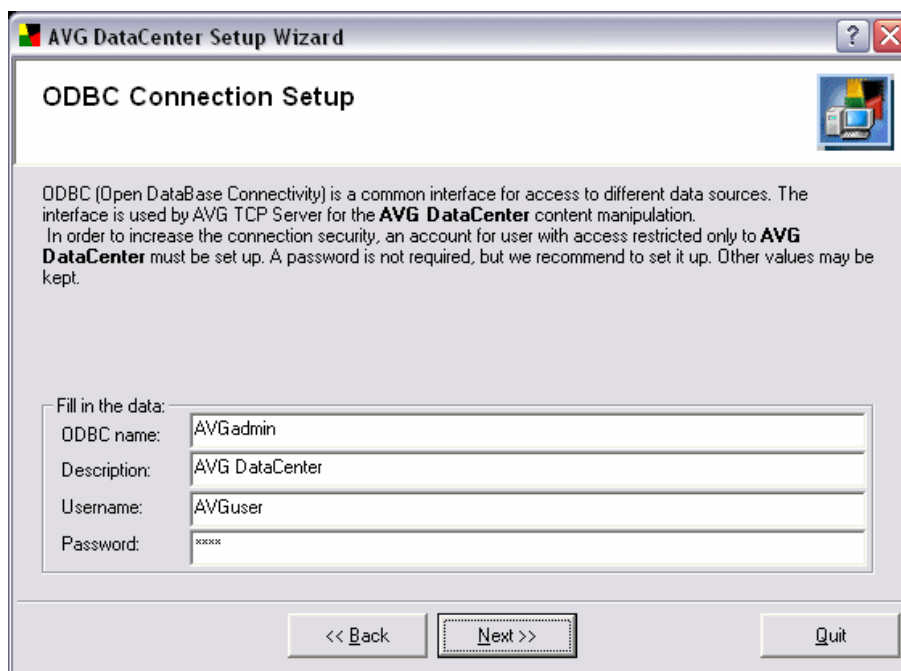 AVG DataCenter Setup Wizard
ODBC Connection Setup
ODBC (Open DataBase Connectivity) is a common interface for access to different data sources. The
interface is used by AVG TCP Server for the AVG DataCenter content manipulation.
In order to increase the connection security, an account for user with access restricted only to AVG
DataCenter must be set up. A password is not required, but we recommend to set it up. Other values may be
kept.
Fill in the data:
ODBC name: AVGadmin
Description: AVG DataCenter
Username: AVGuser
Password: ****
<< Back Next >> Quit